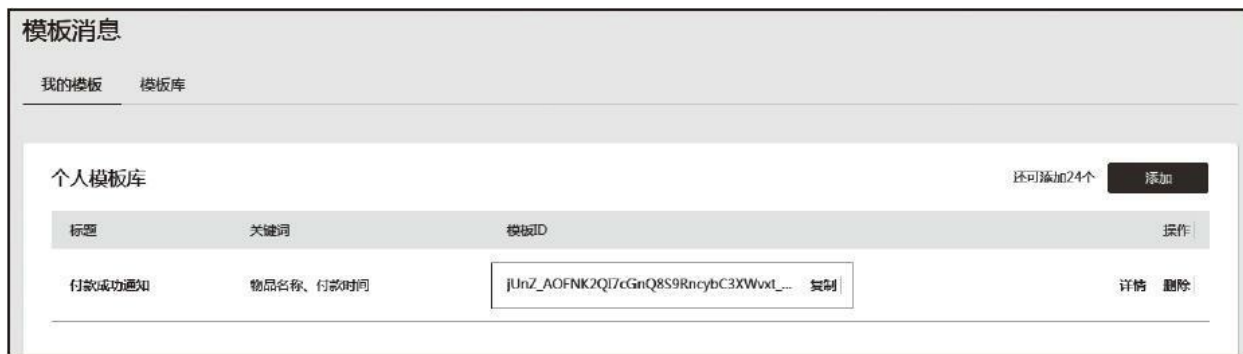 模板消息
我的模板 模板库
个人模板库 还可添加24个 添加
标题 关键词 模板ID 操作
付款成功通知 物品名称、付款时间 jUnZ_AOFNK2QI7cGnQ8S9RncybC3XWvxt_... 复制 详情 删除